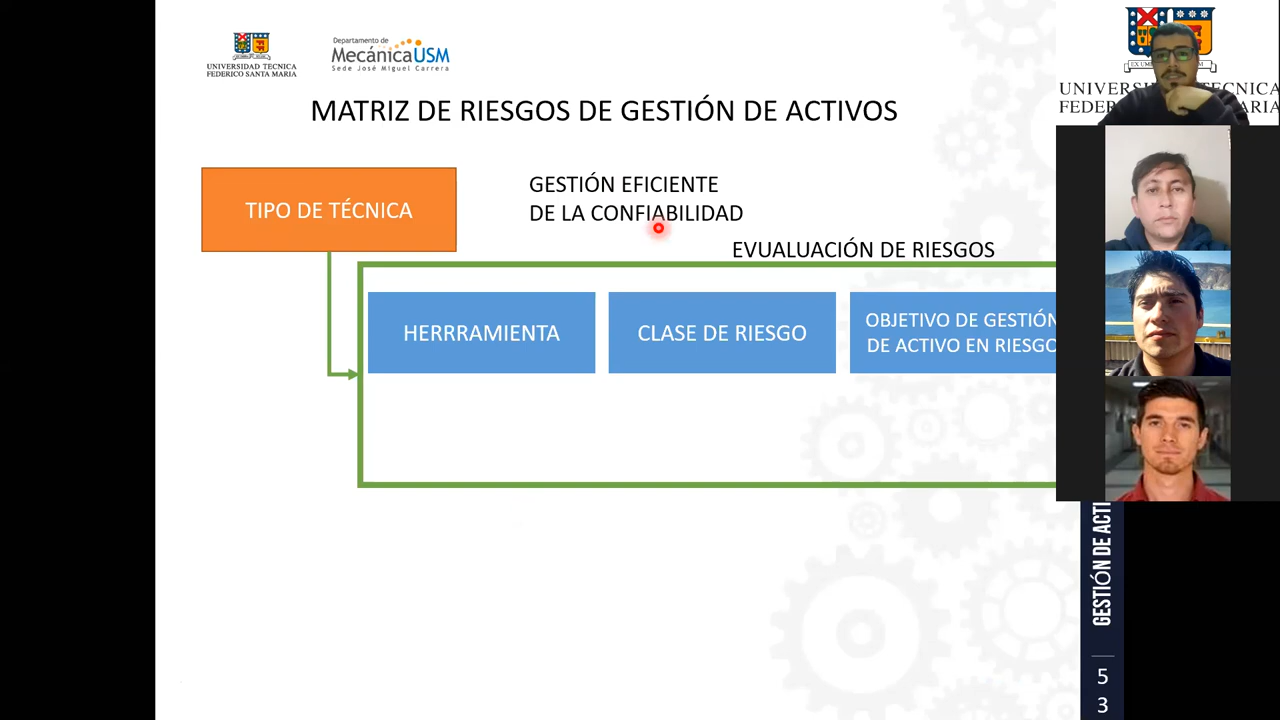 UNIVERSIDAD TECNICA
FEDERICO SANTA MARIA
Departamento de
MecánicaUSM
Sede José Miguel Carrera
MATRIZ DE RIESGOS DE GESTIÓN DE ACTIVOS
TIPO DE TÉCNICA
GESTIÓN EFICIENTE
DE LA CONFIABILIDAD
EVUALUACIÓN DE RIESGOS
HERRRAMIENTA
CLASE DE RIESGO
OBJETIVO DE GESTIÓN
DE ACTIVO EN RIESGO
GESTIÓN DE ACTI
5
3